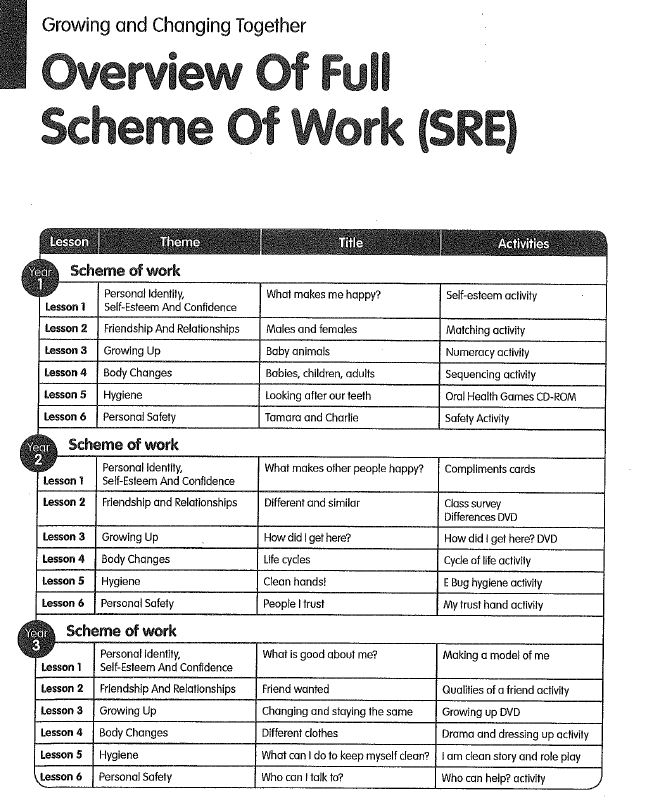 Growing and Changing Together
Overview Of Full
Scheme Of Work (SRE)
Lesson Theme Title Activities
Year 1 Scheme of work
Lesson 1 Personal Identity, Self-Esteem And Confidence What makes me happy? Self-esteem activity
Lesson 2 Friendship And Relationships Males and females Matching activity
Lesson 3 Growing Up Baby animals Numeracy activity
Lesson 4 Body Changes Babies, children, adults Sequencing activity
Lesson 5 Hygiene Looking after our teeth Oral Health Games CD-ROM
Lesson 6 Personal Safety Tamara and Charlie Safety Activity
Year 2 Scheme of work
Lesson 1 Personal Identity, Self-Esteem And Confidence What makes other people happy? Compliments cards
Lesson 2 Friendship and Relationships Different and similar Class survey Differences DVD
Lesson 3 Growing Up How did I get here? How did I get here? DVD
Lesson 4 Body Changes Life cycles Cycle of life activity
Lesson 5 Hygiene Clean hands! E Bug hygiene activity
Lesson 6 Personal Safety People I trust My trust hand activity
Year 3 Scheme of work
Lesson 1 Personal Identity, Self-Esteem And Confidence What is good about me? Making a model of me
Lesson 2 Friendship And Relationships Friend wanted Qualities of a friend activity
Lesson 3 Growing Up Changing and staying the same Growing up DVD
Lesson 4 Body Changes Different clothes Drama and dressing up activity
Lesson 5 Hygiene What can I do to keep myself clean? I am clean story and role play
Lesson 6 Personal Safety Who can I talk to? Who can help? activity